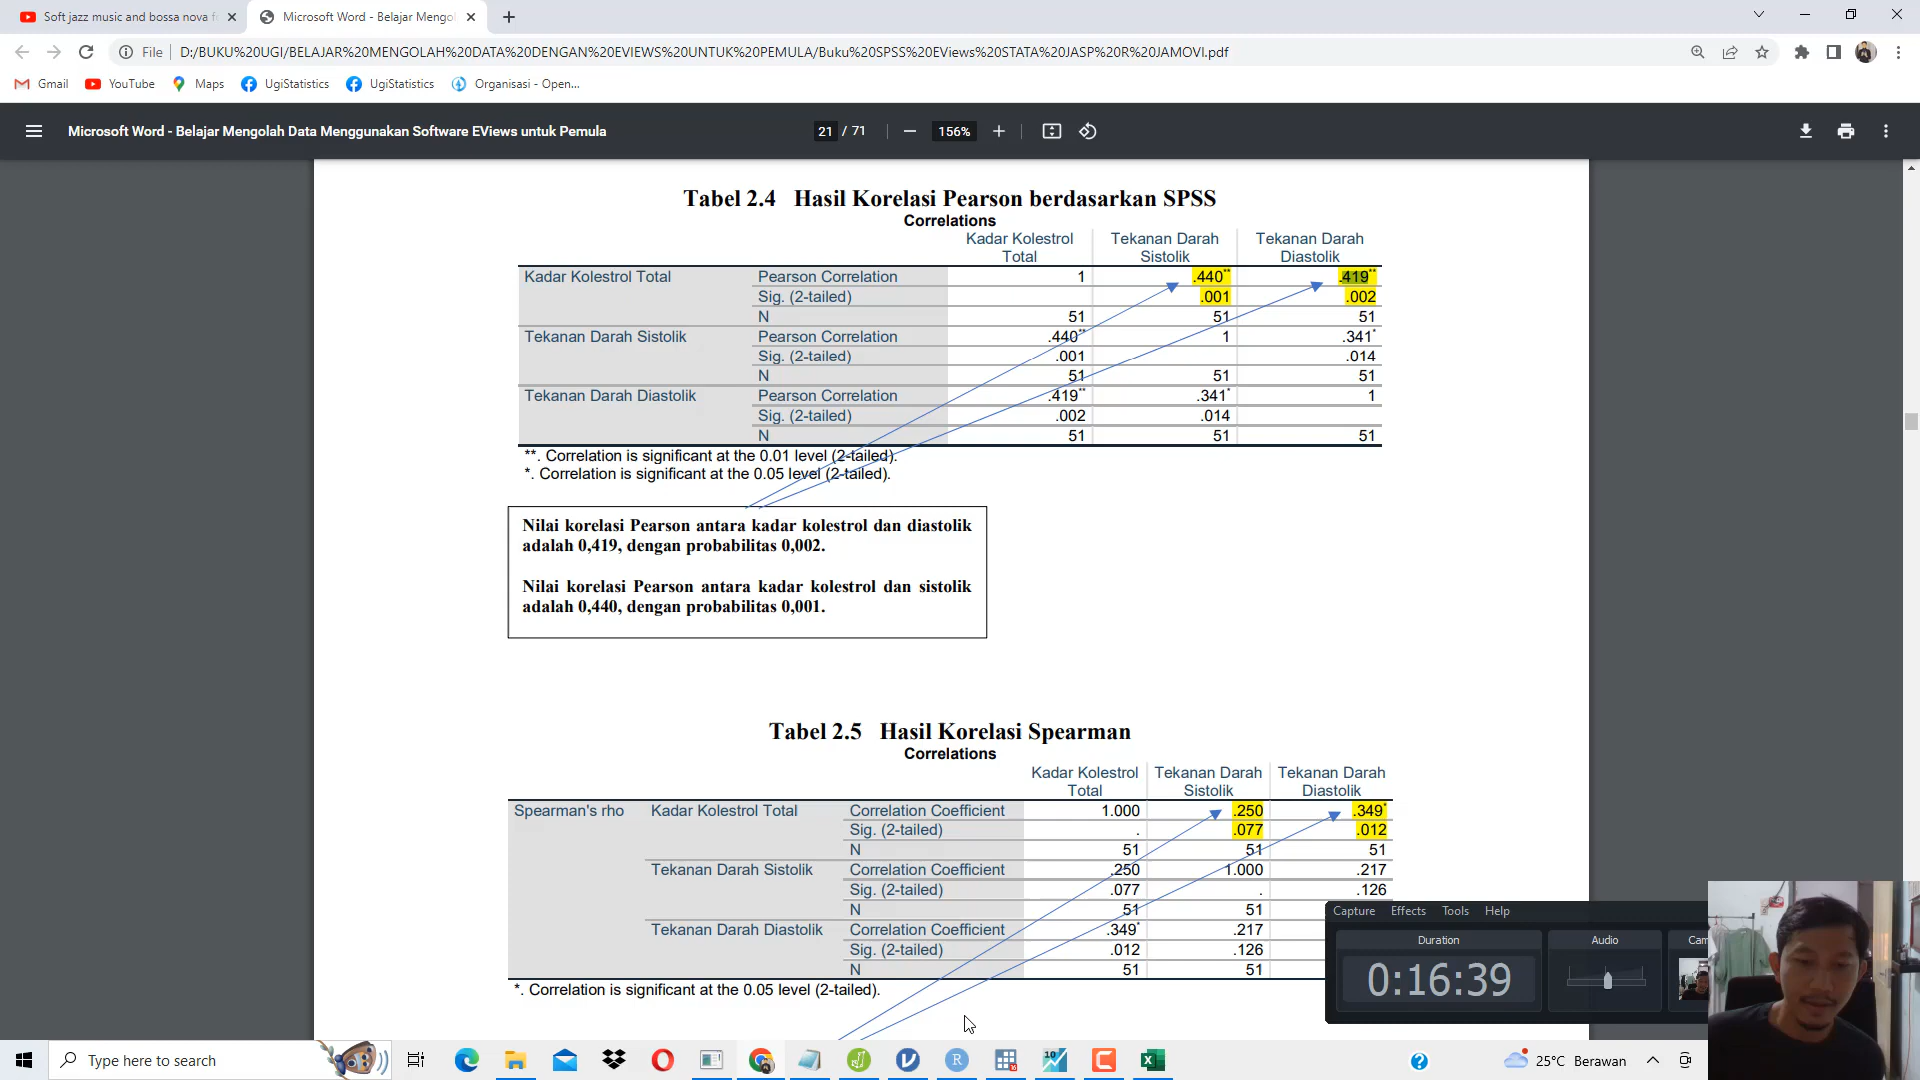 Soft jazz music and bossa nova f
Microsoft Word - Belajar Mengol
File D:/BUKU%20UGI/BELAJAR%20MENGOLAH%20DATA%20DENGAN%20EVIEWS%20UNTUK%20PEMULA/Buku%20SPSS%20EViews%20STATA%20JASP%20R%20JAMOVI.pdf
Gmail YouTube Maps UgiStatistics UgiStatistics Organisasi - Open...
Microsoft Word - Belajar Mengolah Data Menggunakan Software EViews untuk Pemula 21 / 71 156%
Tabel 2.4 Hasil Korelasi Pearson berdasarkan SPSS
Correlations
Kadar Kolestrol Tekanan Darah Tekanan Darah
Total Sistolik Diastolik
Kadar Kolestrol Total Pearson Correlation 1 .440** .419**
Sig. (2-tailed) .001 .002
N 51 51 51
Tekanan Darah Sistolik Pearson Correlation .440** 1 .341*
Sig. (2-tailed) .001 .014
N 51 51 51
Tekanan Darah Diastolik Pearson Correlation .419** .341* 1
Sig. (2-tailed) .002 .014
N 51 51 51
**. Correlation is significant at the 0.01 level (2-tailed).
*. Correlation is significant at the 0.05 level (2-tailed).
Nilai korelasi Pearson antara kadar kolestrol dan diastolik
adalah 0,419, dengan probabilitas 0,002.
Nilai korelasi Pearson antara kadar kolestrol dan sistolik
adalah 0,440, dengan probabilitas 0,001.
Tabel 2.5 Hasil Korelasi Spearman
Correlations
Kadar Kolestrol Tekanan Darah Tekanan Darah
Total Sistolik Diastolik
Spearman's rho Kadar Kolestrol Total Correlation Coefficient 1.000 .250 .349*
Sig. (2-tailed) . .077 .012
N 51 51 51
Tekanan Darah Sistolik Correlation Coefficient .250 1.000 .217
Sig. (2-tailed) .077 . .126
N 51 51
Tekanan Darah Diastolik Correlation Coefficient .349* .217
Sig. (2-tailed) .012 .126
N 51 51
*. Correlation is significant at the 0.05 level (2-tailed).
Capture Effects Tools Help
Duration Audio Cam
0:16:39
Type here to search
25°C Berawan